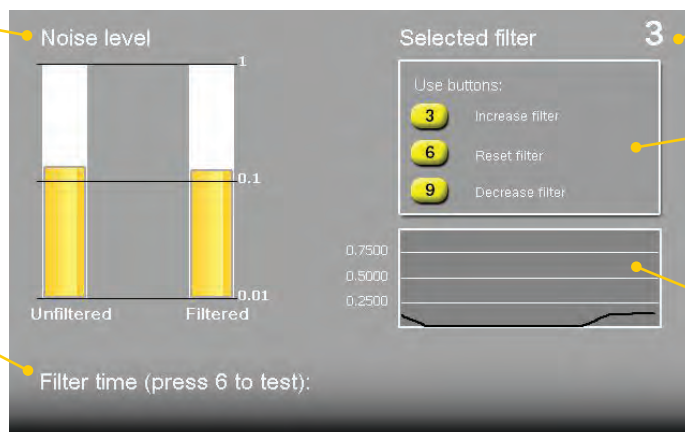 Noise level
1
0.1
0.01
Unfiltered Filtered
Selected filter 3
Use buttons:
3 Increase filter
6 Reset filter
9 Decrease filter
0.7500
0.5000
0.2500
Filter time (press 6 to test):